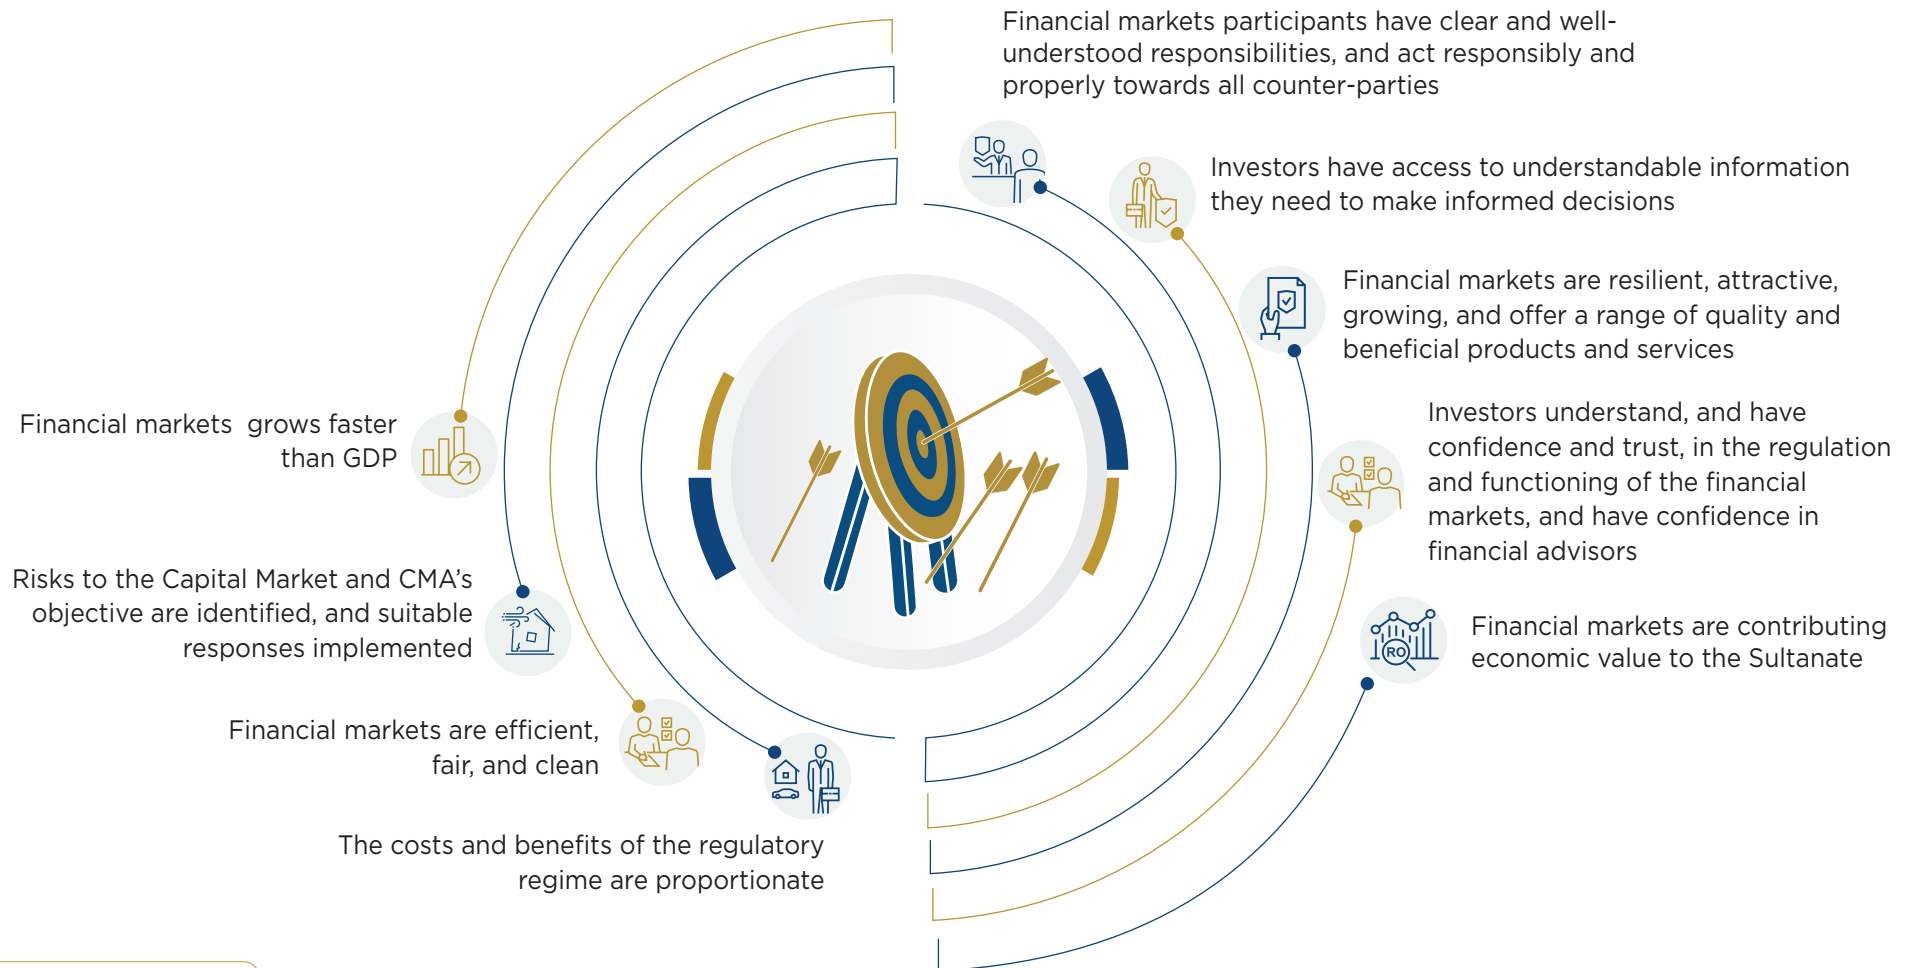 Financial markets participants have clear and well-
understood responsibilities, and act responsibly and
properly towards all counter-parties
Investors have access to understandable information
they need to make informed decisions
Financial markets are resilient, attractive,
growing, and offer a range of quality and
beneficial products and services
Investors understand, and have
confidence and trust, in the regulation
and functioning of the financial
markets, and have confidence in
financial advisors
Financial markets are contributing
economic value to the Sultanate
RO
Financial markets grows faster
than GDP
Risks to the Capital Market and CMA's
objective are identified, and suitable
responses implemented
Financial markets are efficient,
fair, and clean
The costs and benefits of the regulatory
regime are proportionate